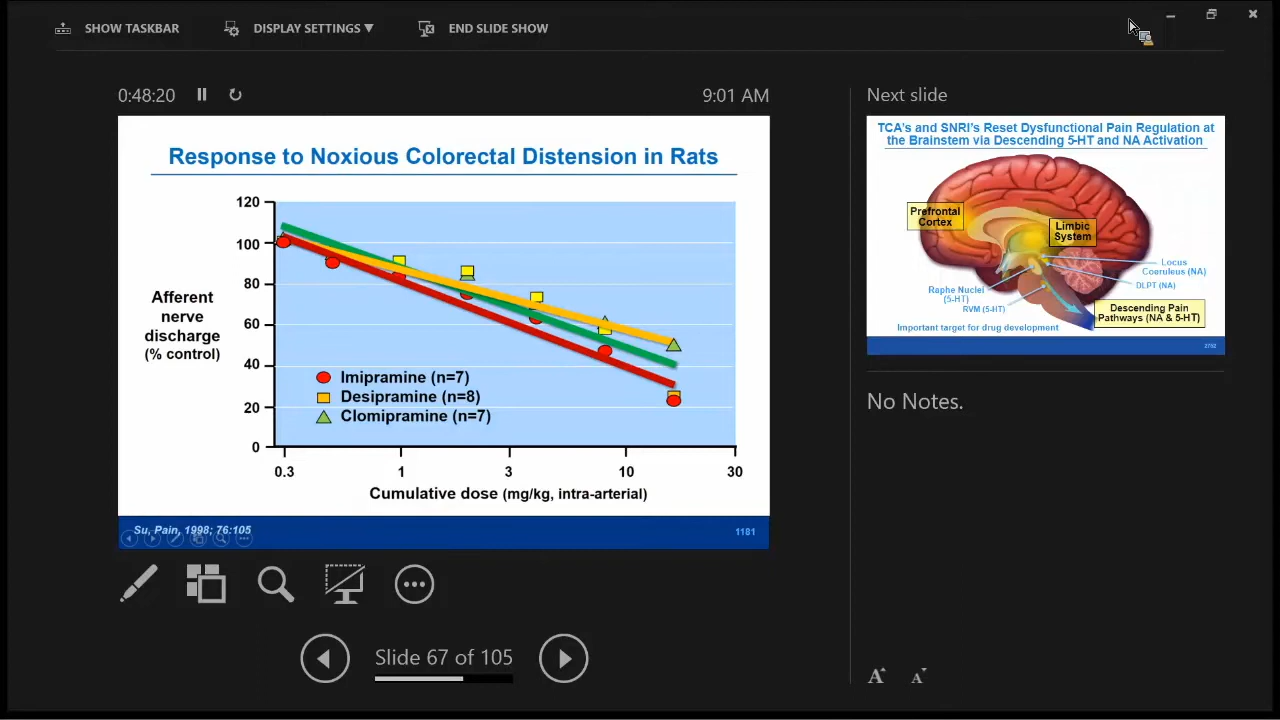 SHOW TASKBAR
DISPLAY SETTINGS ▼
END SLIDE SHOW
0:48:20
9:01 AM
Next slide
Response to Noxious Colorectal Distension in Rats
120
100
80
60
40
20
0
Afferent
nerve
discharge
(% control)
Imipramine (n=7)
Desipramine (n=8)
Clomipramine (n=7)
0.3
1
3
10
30
Cumulative dose (mg/kg, intra-arterial)
Su, Pain, 1998; 76:105
1181
TCA's and SNRI's Reset Dysfunctional Pain Regulation at
the Brainstem via Descending 5-HT and NA Activation
Prefrontal
Cortex
Limbic
System
Locus
Coeruleus (NA)
DLPT (NA)
Raphe Nuclei
(5-HT)
RVM (5-HT)
Descending Pain
Pathways (NA & 5-HT)
Important target for drug development
2752
No Notes.
Slide 67 of 105
A
A